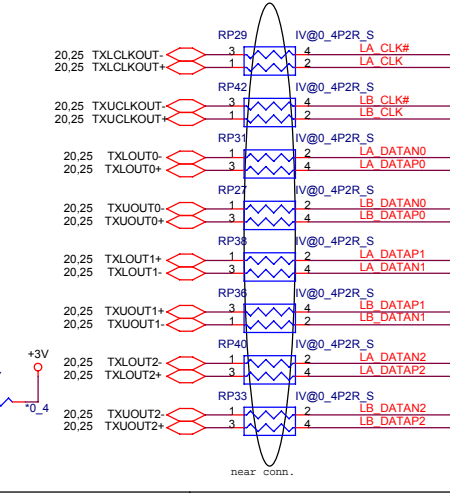 RP29 IV@0_4P2R_S
20,25 TXLCLKOUT- 3 4 LA_CLK#
20,25 TXLCLKOUT+ 1 2 LA_CLK
RP42 IV@0_4P2R_S
20,25 TXUCLKOUT- 3 4 LB_CLK#
20,25 TXUCLKOUT+ 1 2 LB_CLK
RP31 IV@0_4P2R_S
20,25 TXLOUT0- 1 2 LA_DATAN0
20,25 TXLOUT0+ 3 4 LA_DATAP0
RP27 IV@0_4P2R_S
20,25 TXUOUT0- 1 2 LB_DATAN0
20,25 TXUOUT0+ 3 4 LB_DATAP0
RP38 IV@0_4P2R_S
20,25 TXLOUT1+ 1 2 LA_DATAP1
20,25 TXLOUT1- 3 4 LA_DATAN1
RP36 IV@0_4P2R_S
20,25 TXUOUT1+ 3 4 LB_DATAP1
20,25 TXUOUT1- 1 2 LB_DATAN1
RP40 IV@0_4P2R_S
+3V
20,25 TXLOUT2- 1 2 LA_DATAN2
20,25 TXLOUT2+ 3 4 LA_DATAP2
RP33 IV@0_4P2R_S
*0_4
20,25 TXUOUT2- 1 2 LB_DATAN2
20,25 TXUOUT2+ 3 4 LB_DATAP2
near conn.